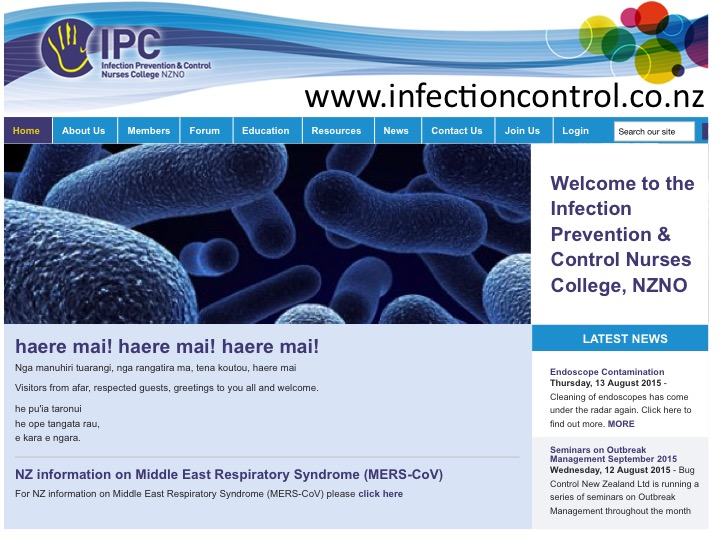 IPC
Infection Prevention & Control
Nurses College NZNO
www.infectioncontrol.co.nz
Home About Us Members Forum Education Resources News Contact Us Join Us Login Search our site
Welcome to the
Infection
Prevention &
Control Nurses
College, NZNO
haere mai! haere mai! haere mai!
Nga manuhiri tuarangi, nga rangatira ma, tena koutou, haere mai
Visitors from afar, respected guests, greetings to you all and welcome.
he pu'ia taronui
he ope tangata rau,
e kara e ngara.
NZ information on Middle East Respiratory Syndrome (MERS-CoV)
For NZ information on Middle East Respiratory Syndrome (MERS-CoV) please click here
LATEST NEWS
Endoscope Contamination
Thursday, 13 August 2015 -
Cleaning of endoscopes has come
under the radar again. Click here to
find out more. MORE
Seminars on Outbreak
Management September 2015
Wednesday, 12 August 2015 - Bug
Control New Zealand Ltd is running a
series of seminars on Outbreak
Management throughout the month